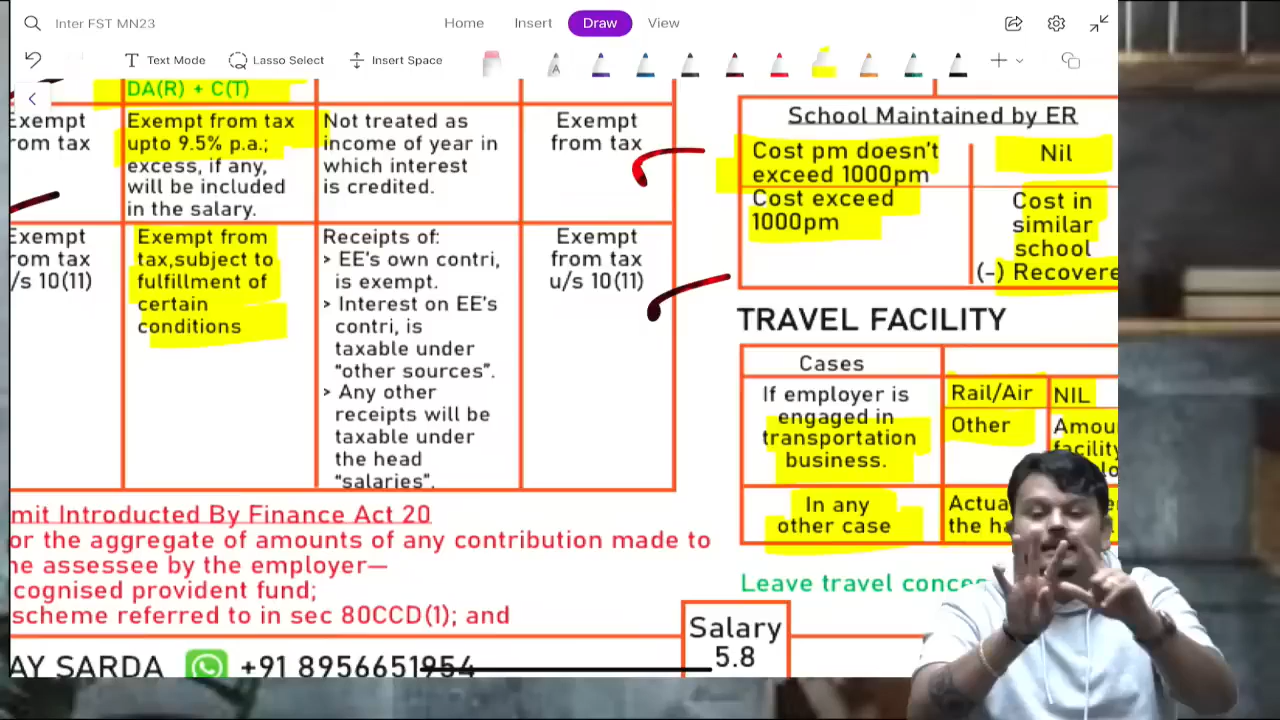 Inter FST MN23
Home
Insert
Draw
View
Text Mode
Lasso Select
Insert Space
A
DA(R) + C(T)
Exempt
from tax
Exempt from tax
upto 9.5% p.a.;
excess, if any,
will be included
in the salary.
Not treated as
income of year in
which interest
is credited.
Exempt
from tax
Exempt
from tax
u/s 10(11)
Exempt from
tax,subject to
fulfillment of
certain
conditions
Receipts of:
> EE's own contri,
is exempt.
> Interest on EE's
contri, is
taxable under
"other sources".
> Any other
receipts will be
taxable under
the head
"salaries".
Exempt
from tax
u/s 10(11)
mit Introducted By Finance Act 20
or the aggregate of amounts of any contribution made to
he assessee by the employer—
cognised provident fund;
scheme referred to in sec 80CCD(1); and
AY SARDA +91 8956651954
Salary
5.8
School Maintained by ER
Cost pm doesn't
exceed 1000pm
Nil
Cost exceed
1000pm
Cost in
similar
school
(-) Recovere
TRAVEL FACILITY
Cases
If employer is
engaged in
transportation
business.
Rail/Air
NIL
Other
Amou
facility
In any
other case
Actua
the ha
Leave travel conce